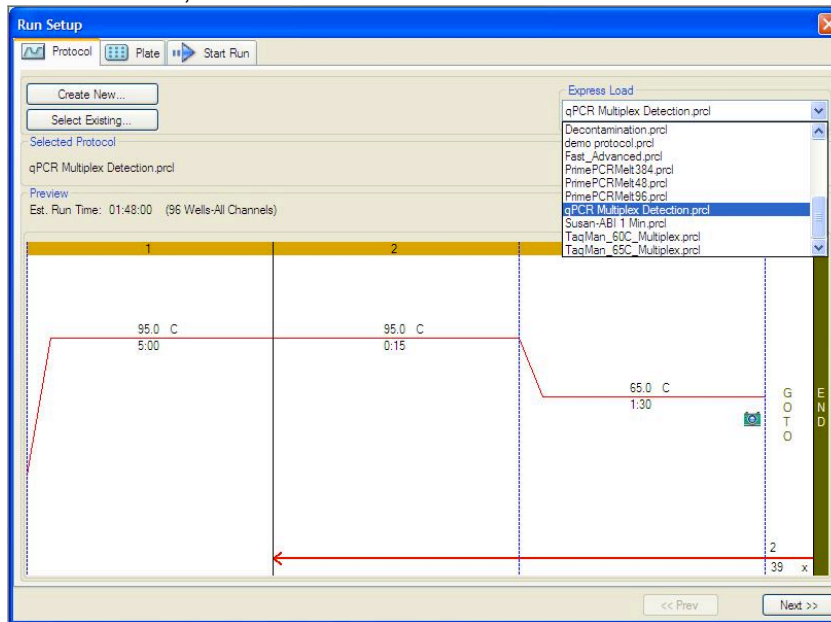 Run Setup
Protocol Plate Start Run
Create New...
Select Existing...
Express Load
qPCR Multiplex Detection.prcl
Decontamination.prcl
demo protocol.prcl
Fast_Advanced.prcl
PrimePCRMelt384.prcl
PrimePCRMelt48.prcl
PrimePCRMelt96.prcl
qPCR Multiplex Detection.prcl
Susan-ABI 1 Min.prcl
TaqMan_60C_Multiplex.prcl
TaqMan_65C_Multiplex.prcl
Selected Protocol
qPCR Multiplex Detection.prcl
Preview
Est. Run Time: 01:48:00 (96 Wells-All Channels)
1 2
95.0 C 95.0 C
5:00 0:15
65.0 C
1:30
GOTO
END
2
39 x
<< Prev Next >>